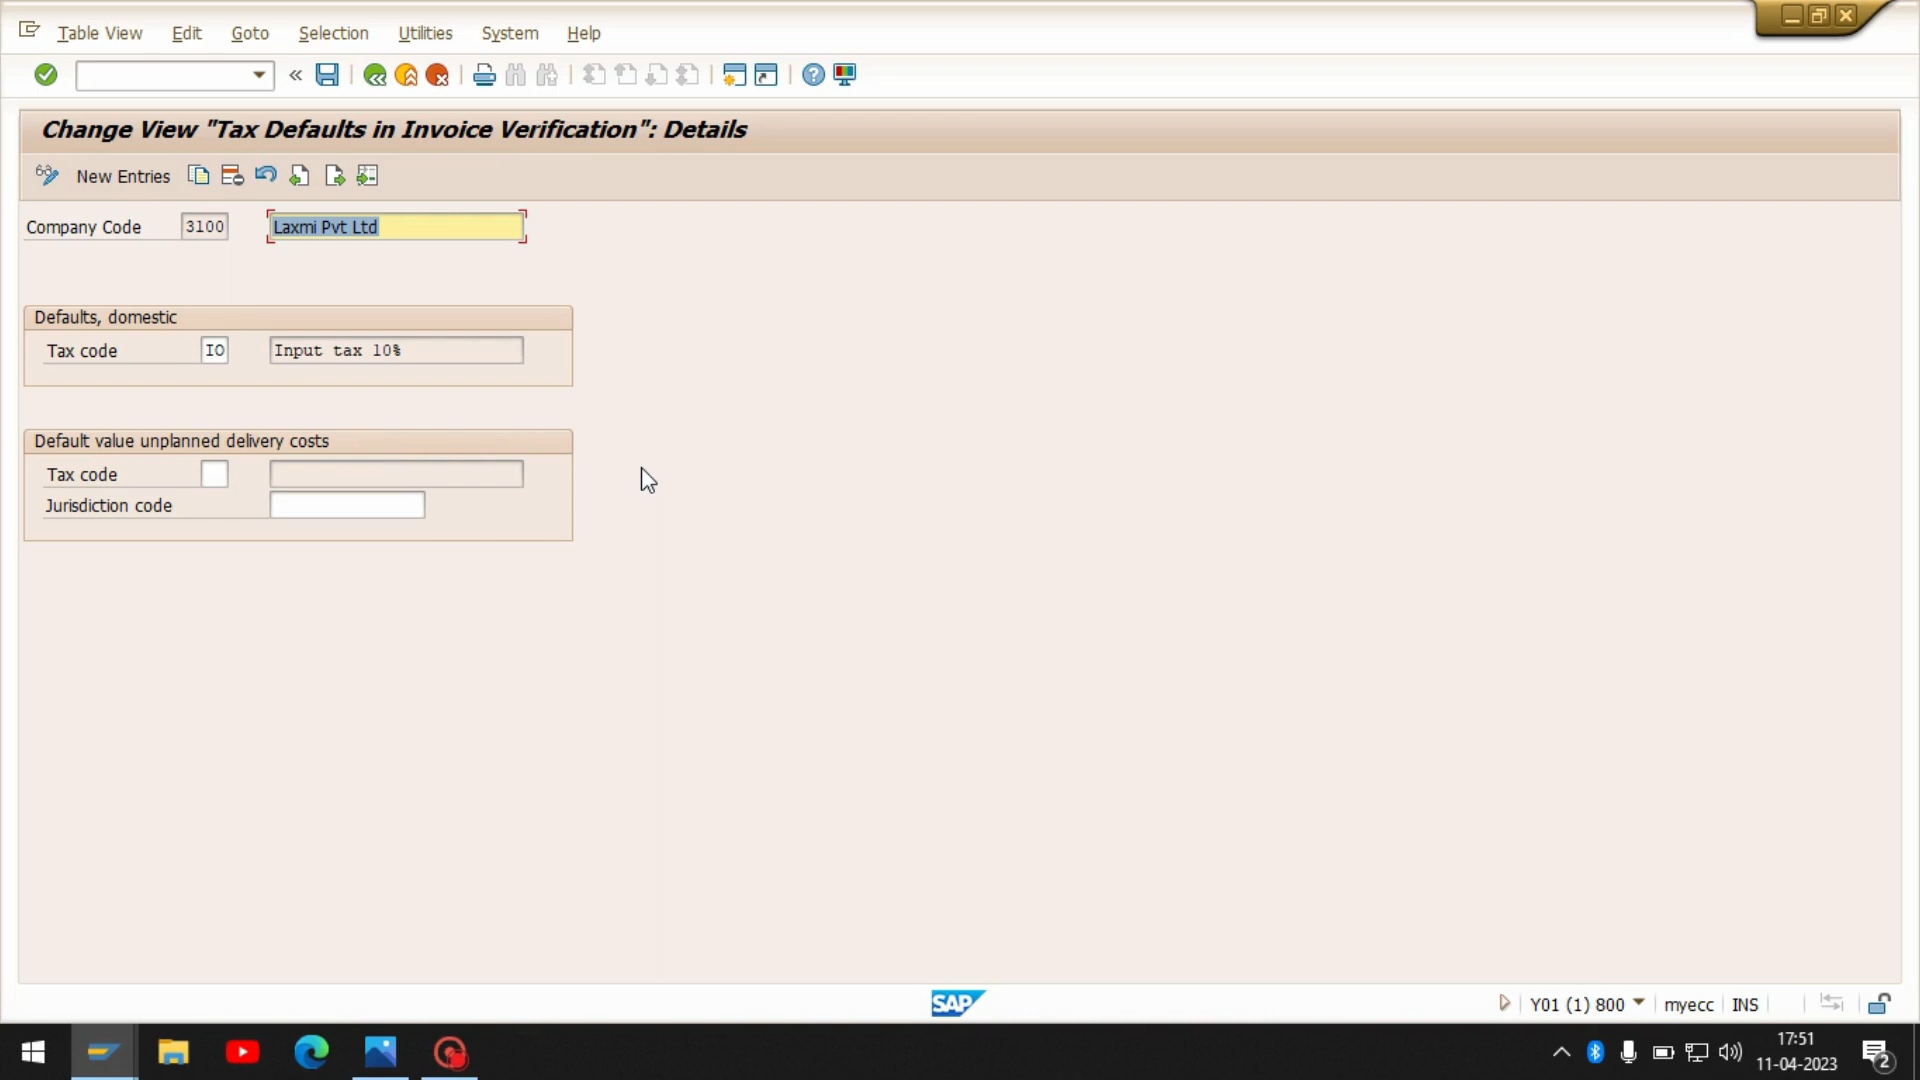 Table View Edit Goto Selection Utilities System Help
Change View "Tax Defaults in Invoice Verification": Details
New Entries
Company Code 3100 Laxmi Pvt Ltd
Defaults, domestic
Tax code IO Input tax 10%
Default value unplanned delivery costs
Tax code
Jurisdiction code
SAP
Y01 (1) 800 myecc INS
17:51
11-04-2023
2